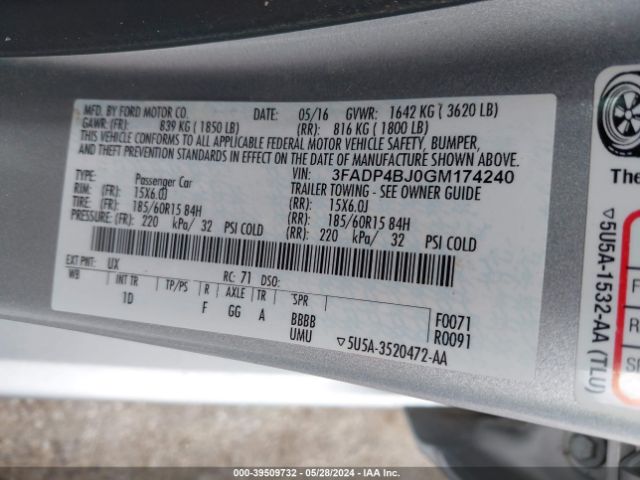 MFD. BY FORD MOTOR CO. DATE: 05/16 GVWR: 1642 KG ( 3620 LB)
GAWR: (FR): 839 KG ( 1850 LB) (RR): 816 KG ( 1800 LB)
THIS VEHICLE CONFORMS TO ALL APPLICABLE FEDERAL MOTOR VEHICLE SAFETY, BUMPER,
AND THEFT PREVENTION STANDARDS IN EFFECT ON THE DATE OF MANUFACTURE SHOWN ABOVE.
VIN: 3FADP4BJ0GM174240
TYPE: Passenger Car TRAILER TOWING - SEE OWNER GUIDE
RIM: (FR): 15X6.0J (RR): 15X6.0J
TIRE: (FR): 185/60R15 84H (RR): 185/60R15 84H
PRESSURE: (FR): 220 kPa/ 32 PSI COLD (RR): 220 kPa/ 32 PSI COLD
EXT PNT: UX RC: 71 DSO:
WB INT TR TP/PS R AXLE TR SPR
1D F GG A BBBB F0071
UMU R0091
▽5U5A-3520472-AA
The
▽5U5A-1532-AA (TLU)
F
R
SP
000-39509732 - 05/28/2024 - IAA Inc.